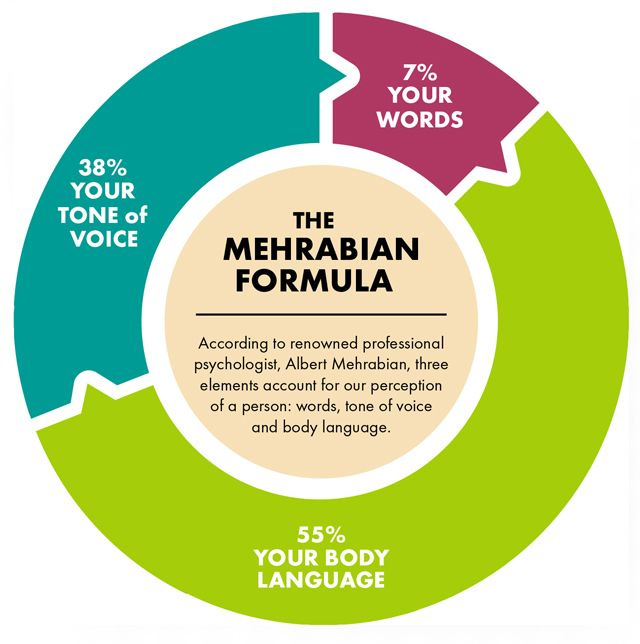 7%
YOUR
WORDS
38%
YOUR
TONE of
VOICE
THE
MEHRABIAN
FORMULA
According to renowned professional
psychologist, Albert Mehrabian, three
elements account for our perception
of a person: words, tone of voice
and body language.
55%
YOUR BODY
LANGUAGE